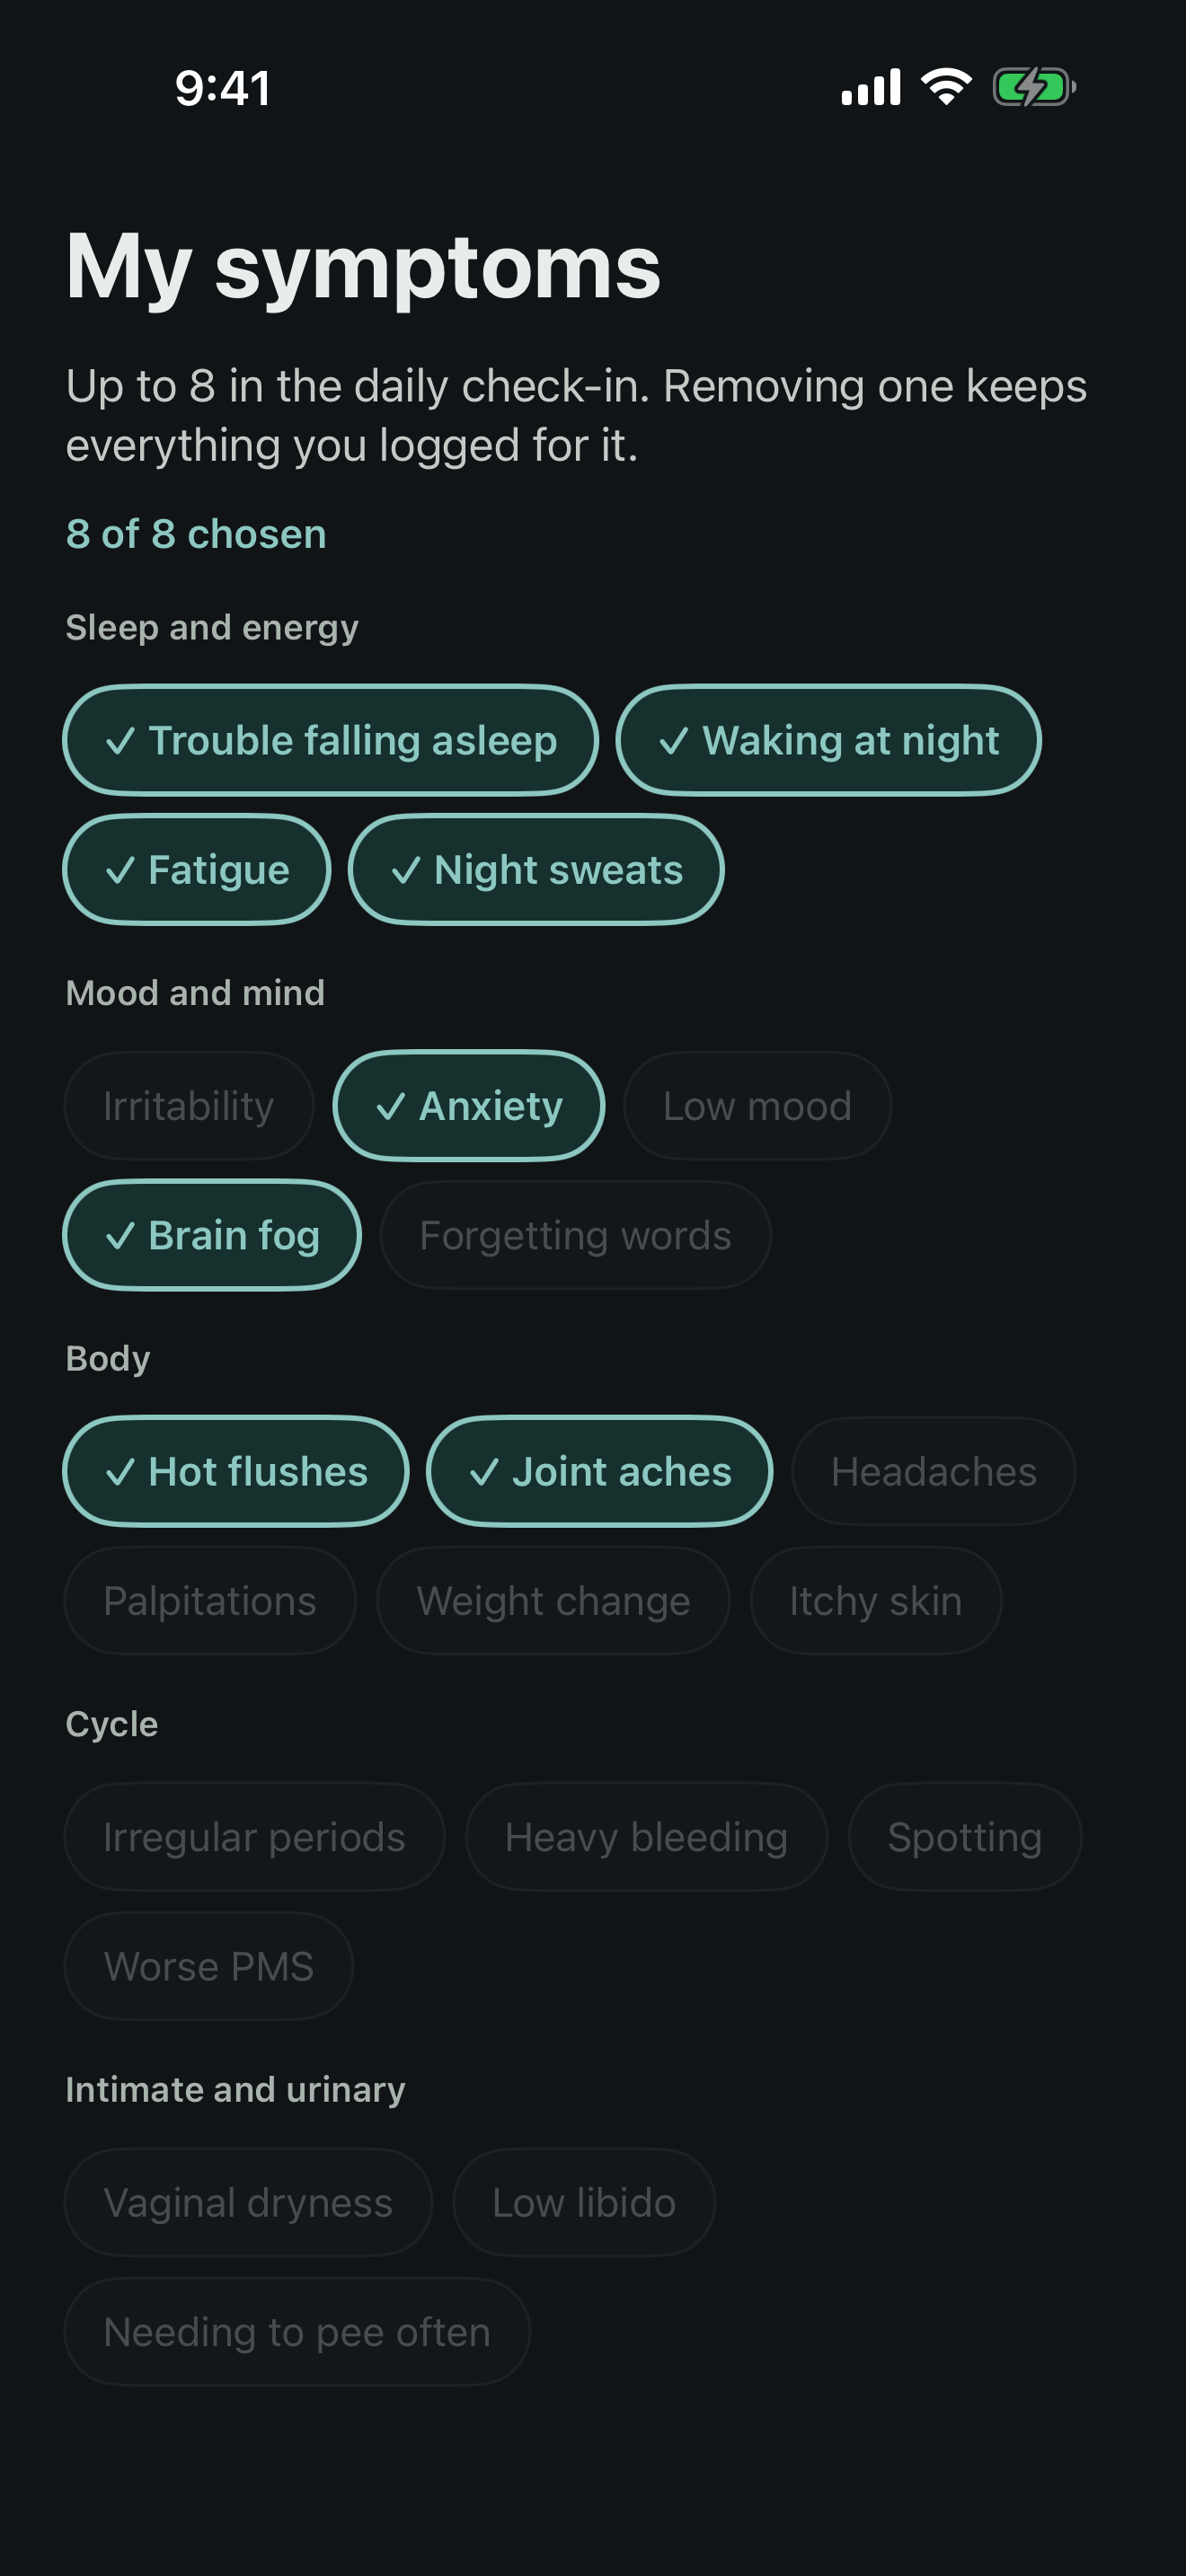 9:41
My symptoms
Up to 8 in the daily check-in. Removing one keeps
everything you logged for it.
8 of 8 chosen
Sleep and energy
✓ Trouble falling asleep ✓ Waking at night
✓ Fatigue ✓ Night sweats
Mood and mind
Irritability ✓ Anxiety Low mood
✓ Brain fog Forgetting words
Body
✓ Hot flushes ✓ Joint aches Headaches
Palpitations Weight change Itchy skin
Cycle
Irregular periods Heavy bleeding Spotting
Worse PMS
Intimate and urinary
Vaginal dryness Low libido
Needing to pee often